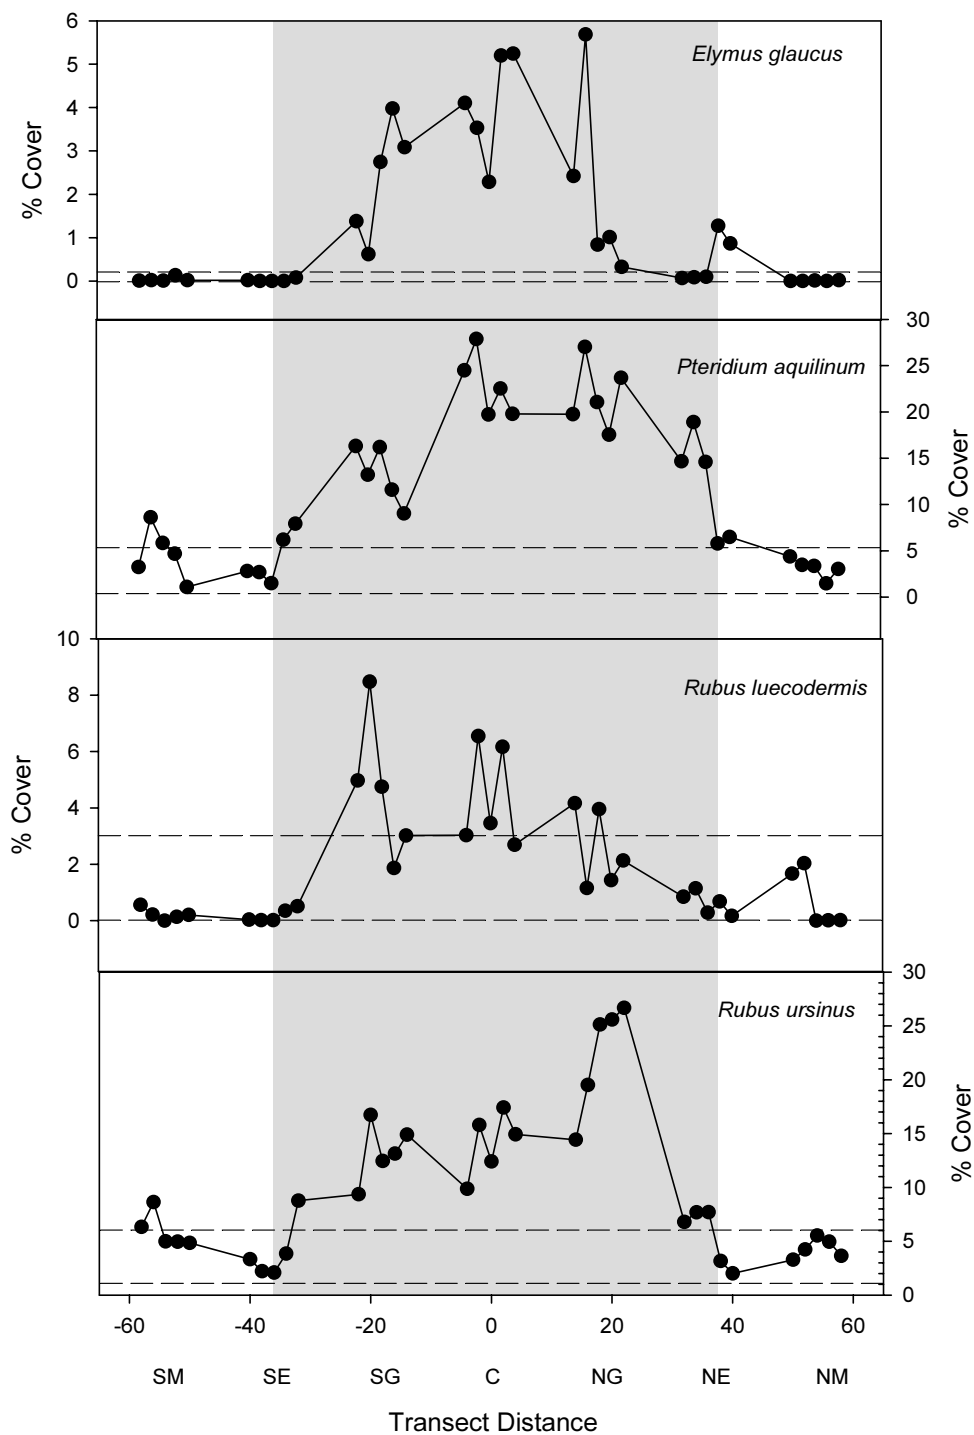 6
5
4
3
2
1
0
% Cover
Elymus glaucus
30
25
20
15
10
5
0
% Cover
Pteridium aquilinum
10
8
6
4
2
0
% Cover
Rubus luecodermis
30
25
20
15
10
5
0
% Cover
Rubus ursinus
-60 -40 -20 0 20 40 60
SM SE SG C NG NE NM
Transect Distance